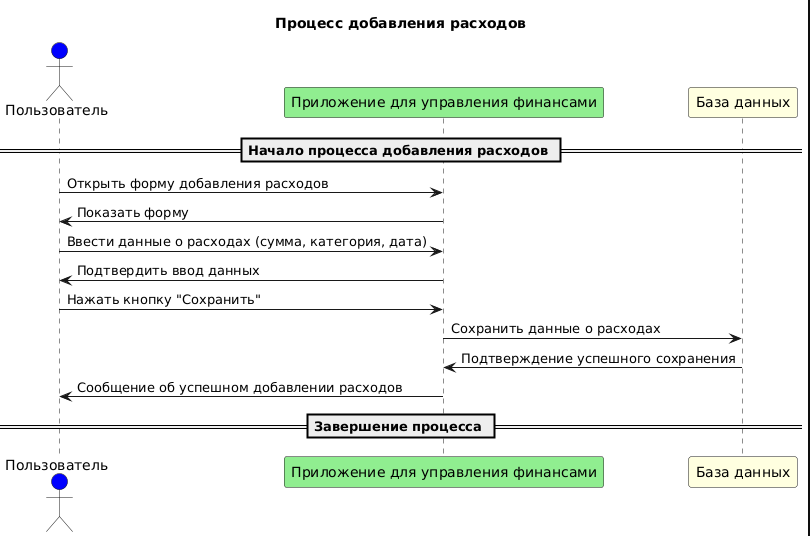 Процесс добавления расходов
Пользователь
Приложение для управления финансами
База данных
Начало процесса добавления расходов
Открыть форму добавления расходов
Показать форму
Ввести данные о расходах (сумма, категория, дата)
Подтвердить ввод данных
Нажать кнопку "Сохранить"
Сохранить данные о расходах
Подтверждение успешного сохранения
Сообщение об успешном добавлении расходов
Завершение процесса
Пользователь
Приложение для управления финансами
База данных